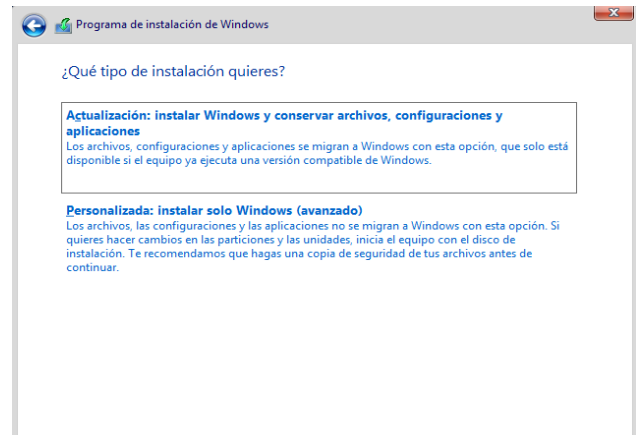 Programa de instalación de Windows
¿Qué tipo de instalación quieres?
Actualización: instalar Windows y conservar archivos, configuraciones y
aplicaciones
Los archivos, configuraciones y aplicaciones se migran a Windows con esta opción, que solo está
disponible si el equipo ya ejecuta una versión compatible de Windows.
Personalizada: instalar solo Windows (avanzado)
Los archivos, las configuraciones y las aplicaciones no se migran a Windows con esta opción. Si
quieres hacer cambios en las particiones y las unidades, inicia el equipo con el disco de
instalación. Te recomendamos que hagas una copia de seguridad de tus archivos antes de
continuar.